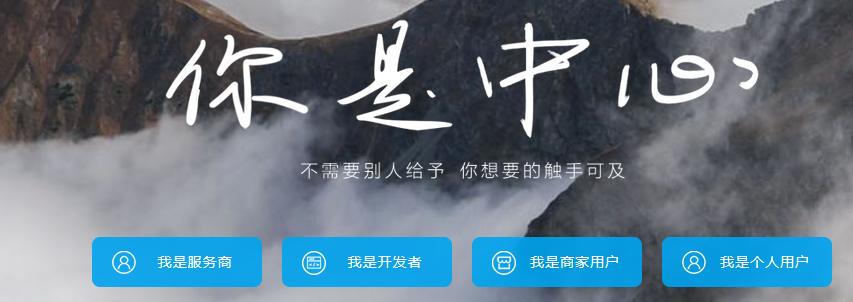 你是中心
不需要别人给予 你想要的触手可及
我是服务商
我是开发者
我是商家用户
我是个人用户